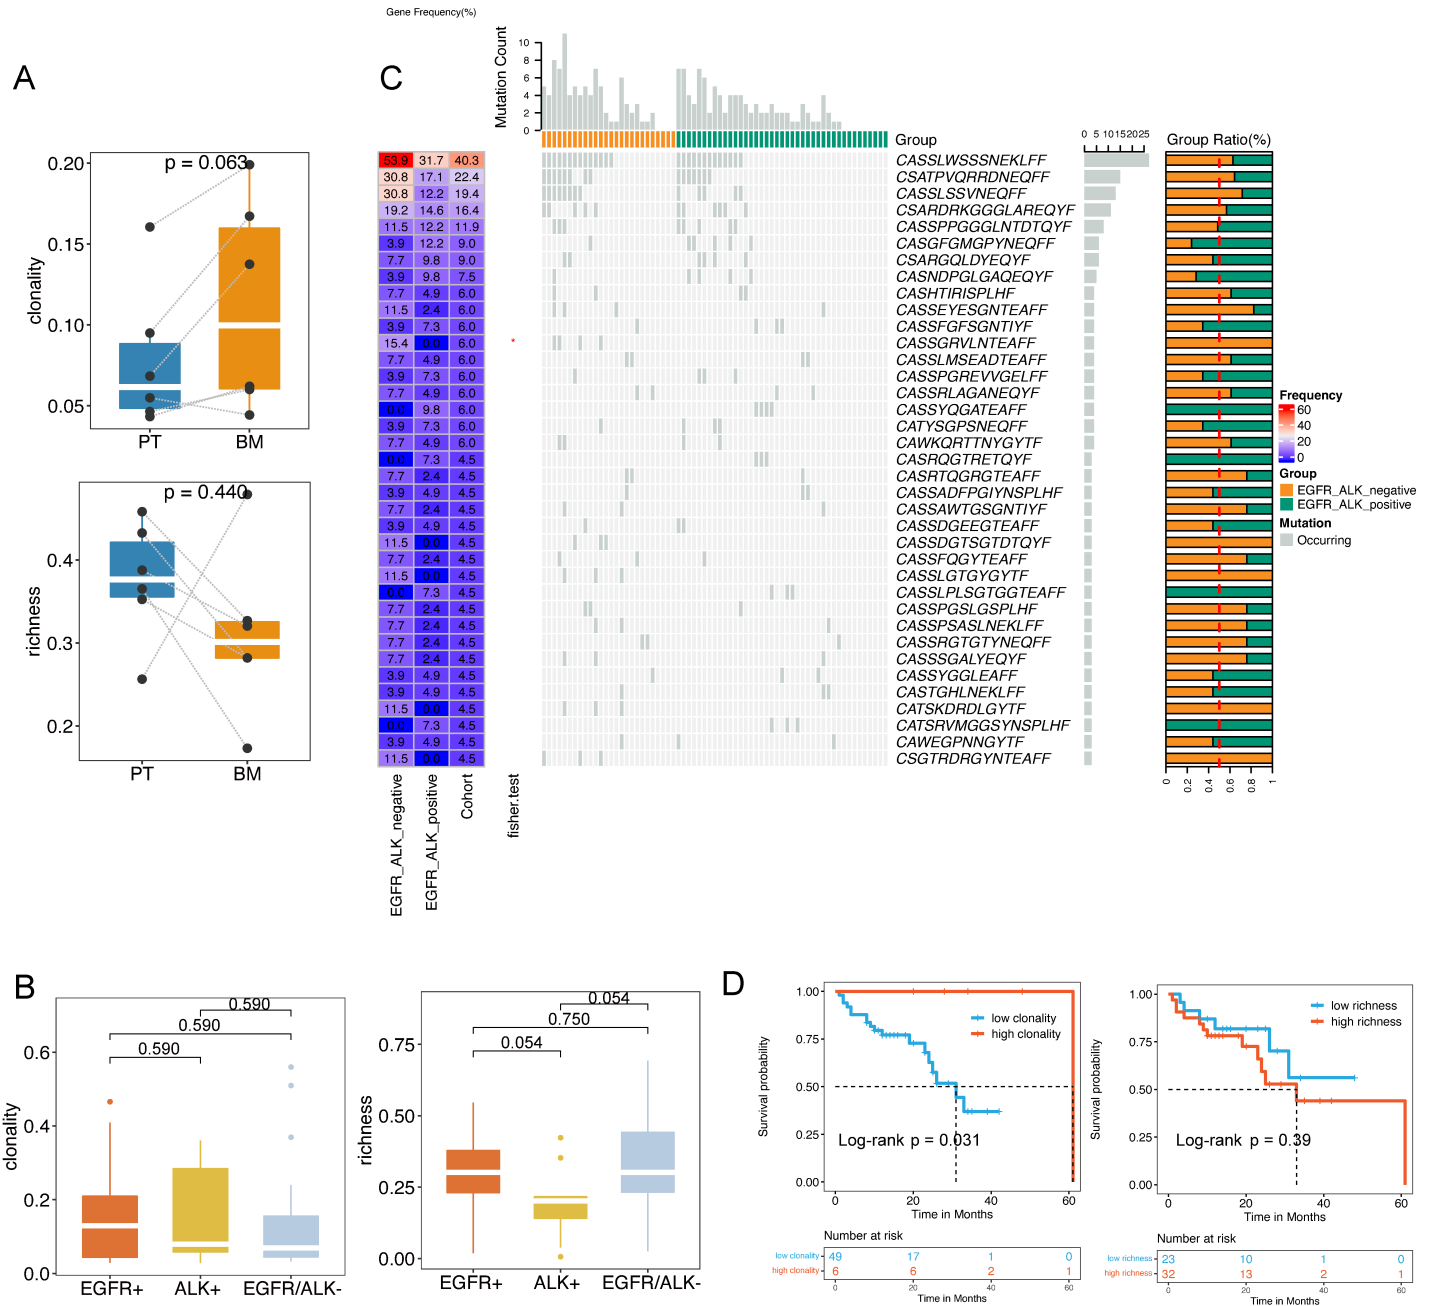 Gene Frequency(%)
A
C
Mutation Count
10
8
6
4
2
0
Group
0 5 10152025
Group Ratio(%)
p = 0.063
clonality
0.20
0.15
0.10
0.05
PT BM
p = 0.440
richness
0.4
0.3
0.2
PT BM
53.9 31.7 40.3 CASSLWSSSNEKLFF
30.8 17.1 22.4 CSATPVQRRDNEQFF
30.8 12.2 19.4 CASSLSSVNEQFF
19.2 14.6 16.4 CSARDRKGGGLAREQYF
11.5 12.2 11.9 CASSPPGGGLNTDTQYF
3.9 12.2 9.0 CASGFGMGPYNEQFF
7.7 9.8 9.0 CSARGQLDYEQYF
3.9 9.8 7.5 CASNDPGLGAQEQYF
7.7 4.9 6.0 CASHTIRISPLHF
11.5 2.4 6.0 CASSEYESGNTEAFF
3.9 7.3 6.0 CASSFGFSGNTIYF
15.4 0.0 6.0 * CASSGRVLNTEAFF
7.7 4.9 6.0 CASSLMSEADTEAFF
3.9 7.3 6.0 CASSPGREVVGELFF
7.7 4.9 6.0 CASSRLAGANEQYF
0.0 9.8 6.0 CASSYQGATEAFF
3.9 7.3 6.0 CATYSGPSNEQFF
7.7 4.9 6.0 CAWKQRTTNYGYTF
0.0 7.3 4.5 CASRQGTRETQYF
7.7 2.4 4.5 CASRTQGRGTEAFF
3.9 4.9 4.5 CASSADFPGIYNSPLHF
7.7 2.4 4.5 CASSAWTGSGNTIYF
3.9 4.9 4.5 CASSDGEEGTEAFF
11.5 0.0 4.5 CASSDGTSGTDTQYF
7.7 2.4 4.5 CASSFQGYTEAFF
11.5 0.0 4.5 CASSLGTGYGYTF
0.0 7.3 4.5 CASSLPLSGTGGTEAFF
7.7 2.4 4.5 CASSPGSLGSPLHF
7.7 2.4 4.5 CASSPSASLNEKLFF
7.7 2.4 4.5 CASSRGTGTYNEQFF
7.7 2.4 4.5 CASSSGALYEQYF
3.9 4.9 4.5 CASSYGGLEAFF
3.9 4.9 4.5 CASTGHLNEKLFF
11.5 0.0 4.5 CATSKDRDLGYTF
0.0 7.3 4.5 CATSRVMGGSYNSPLHF
3.9 4.9 4.5 CAWEGPNNGYTF
11.5 0.0 4.5 CSGTRDRGYNTEAFF
EGFR_ALK_negative
EGFR_ALK_positive
Cohort
fisher.test
0 0.2 0.4 0.6 0.8 1
Frequency
60
40
20
0
Group
EGFR_ALK_negative
EGFR_ALK_positive
Mutation
Occurring
B
clonality
0.6
0.4
0.2
0.0
0.590
0.590
0.590
EGFR+ ALK+ EGFR/ALK-
richness
0.75
0.50
0.25
0.00
0.054
0.750
0.054
EGFR+ ALK+ EGFR/ALK-
D
Survival probability
1.00
0.75
0.50
0.25
0.00
low clonality
high clonality
Log-rank p = 0.031
0 20 40 60
Time in Months
Number at risk
low clonality 49 17 1 0
high clonality 6 6 2 1
0 20 40 60
Time in Months
Survival probability
1.00
0.75
0.50
0.25
0.00
low richness
high richness
Log-rank p = 0.39
0 20 40 60
Time in Months
Number at risk
low richness 23 10 1 0
high richness 32 13 2 1
0 20 40 60
Time in Months